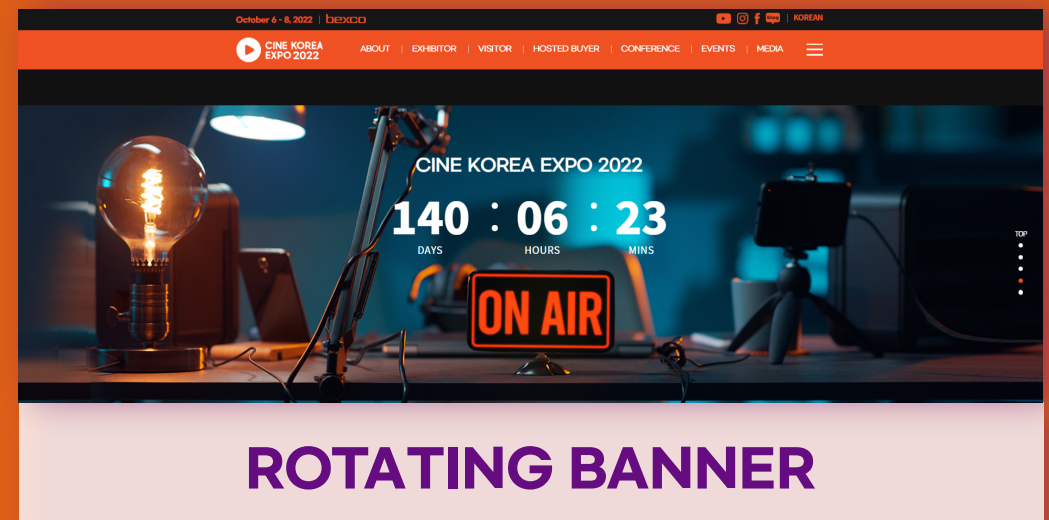 October 6 - 8, 2022 | bexco
blog | KOREAN
CINE KOREA
EXPO 2022
ABOUT | EXHIBITOR | VISITOR | HOSTED BUYER | CONFERENCE | EVENTS | MEDIA
CINE KOREA EXPO 2022
140 : 06 : 23
DAYS HOURS MINS
TOP
ON AIR
ROTATING BANNER